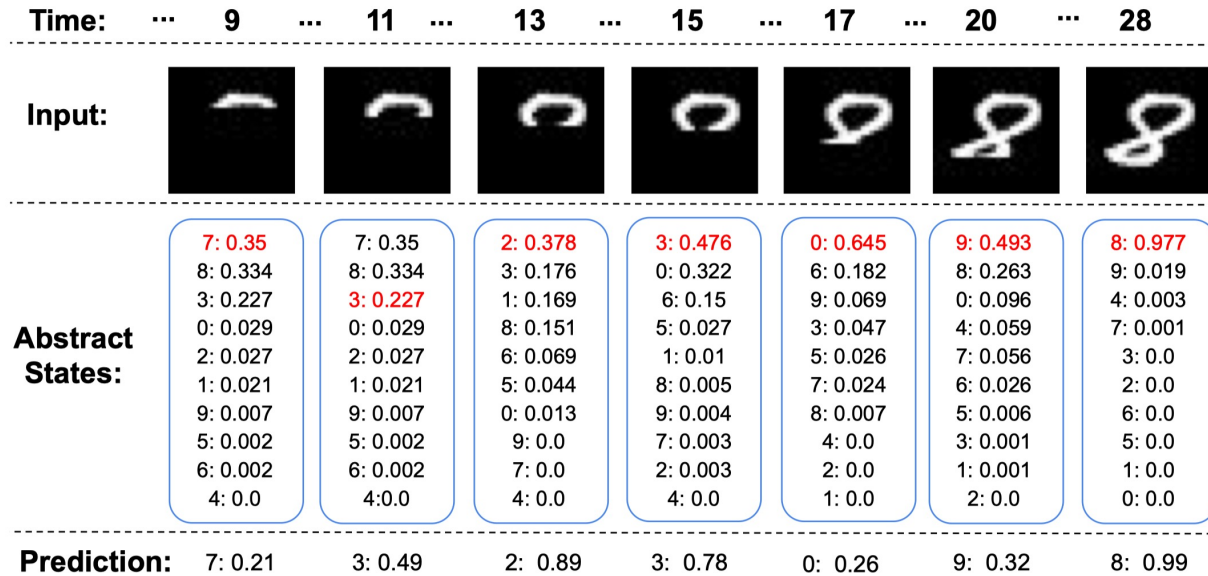 Time: ... 9 ... 11 ... 13 ... 15 ... 17 ... 20 ... 28
Input:
Abstract States:
7: 0.35 7: 0.35 2: 0.378 3: 0.476 0: 0.645 9: 0.493 8: 0.977
8: 0.334 8: 0.334 3: 0.176 0: 0.322 6: 0.182 8: 0.263 9: 0.019
3: 0.227 3: 0.227 1: 0.169 6: 0.15 9: 0.069 0: 0.096 4: 0.003
0: 0.029 0: 0.029 8: 0.151 5: 0.027 3: 0.047 4: 0.059 7: 0.001
2: 0.027 2: 0.027 6: 0.069 1: 0.01 5: 0.026 7: 0.056 3: 0.0
1: 0.021 1: 0.021 5: 0.044 8: 0.005 7: 0.024 6: 0.026 2: 0.0
9: 0.007 9: 0.007 0: 0.013 9: 0.004 8: 0.007 5: 0.006 6: 0.0
5: 0.002 5: 0.002 9: 0.0 7: 0.003 4: 0.0 3: 0.001 5: 0.0
6: 0.002 6: 0.002 7: 0.0 2: 0.003 2: 0.0 1: 0.001 1: 0.0
4: 0.0 4:0.0 4: 0.0 4: 0.0 1: 0.0 2: 0.0 0: 0.0
Prediction: 7: 0.21 3: 0.49 2: 0.89 3: 0.78 0: 0.26 9: 0.32 8: 0.99